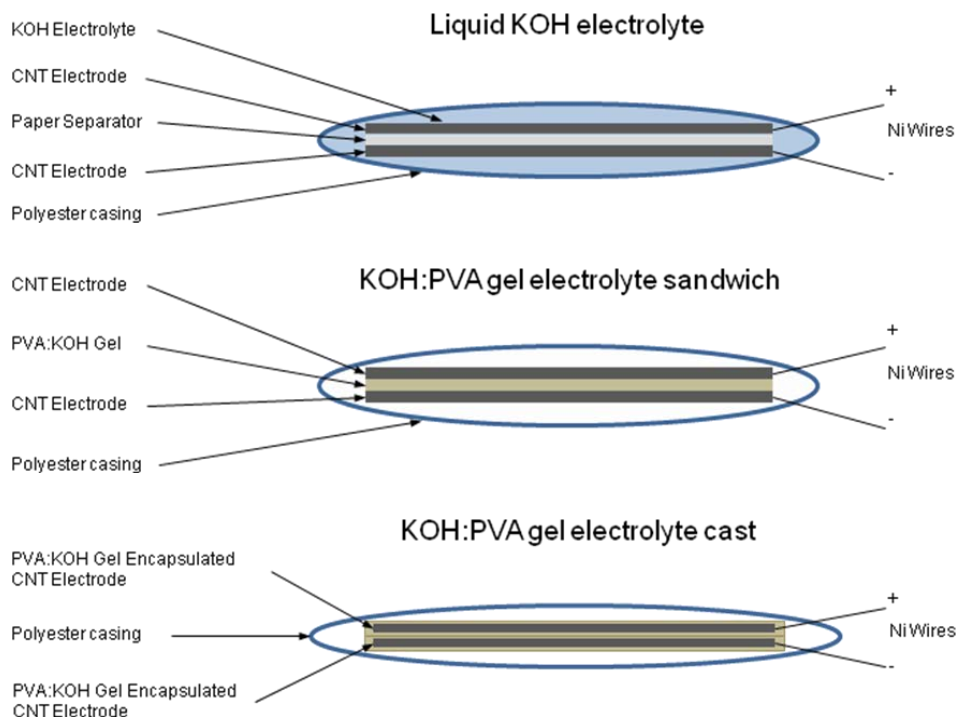 Liquid KOH electrolyte
KOH Electrolyte
CNT Electrode
Paper Separator
CNT Electrode
Polyester casing
+
Ni Wires
-
KOH:PVA gel electrolyte sandwich
CNT Electrode
PVA:KOH Gel
CNT Electrode
Polyester casing
+
Ni Wires
-
KOH:PVA gel electrolyte cast
PVA:KOH Gel Encapsulated
CNT Electrode
Polyester casing
PVA:KOH Gel Encapsulated
CNT Electrode
+
Ni Wires
-